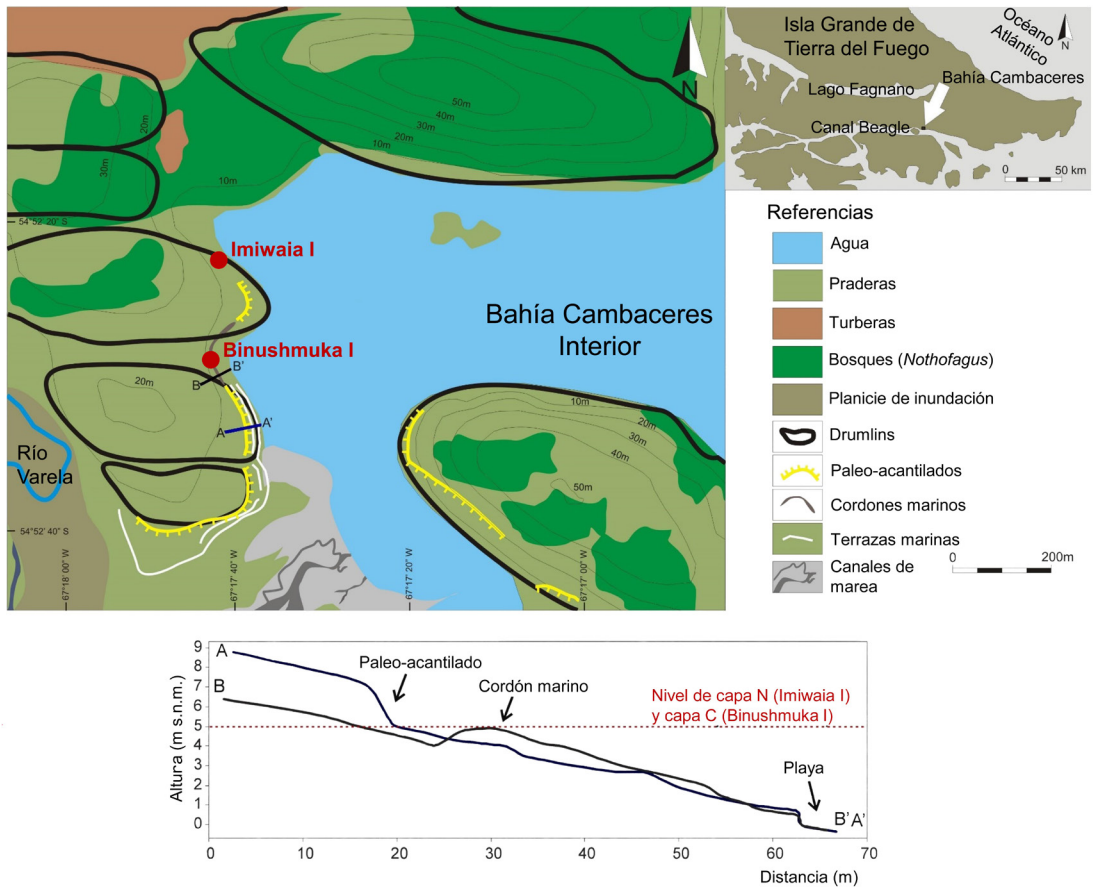 N
50m
40m
30m
20m
10m
20m
30m
10m
54°52' 20" S
Imiwaia I
Bahía Cambaceres
Interior
Binushmuka I
B'
B
20m
A
A'
10m
20m
30m
40m
50m
Río
Varela
54°52' 40" S
67°18' 00" W
67°17' 40" W
67°17' 20" W
67°17' 00" W
Isla Grande de
Tierra del Fuego
Océano
Atlántico
N
Bahía Cambaceres
Lago Fagnano
Canal Beagle
0
50 km
Referencias
Agua
Praderas
Turberas
Bosques (Nothofagus)
Planicie de inundación
Drumlins
Paleo-acantilados
Cordones marinos
Terrazas marinas
Canales de
marea
0
200m
Altura (m s.n.m.)
9
8
7
6
5
4
3
2
1
0
A
B
Paleo-acantilado
Cordón marino
Nivel de capa N (Imiwaia I)
y capa C (Binushmuka I)
Playa
B' A'
0 10 20 30 40 50 60 70
Distancia (m)